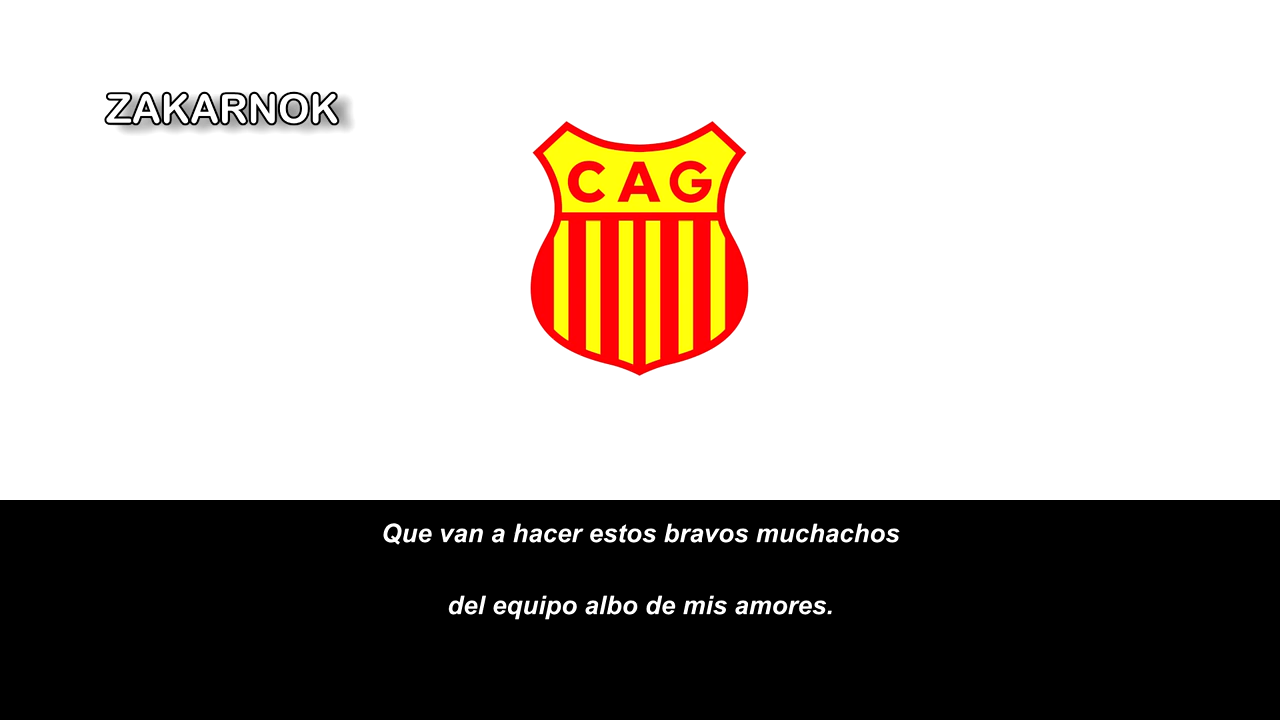 ZAKARNOK
CAG
Que van a hacer estos bravos muchachos
del equipo albo de mis amores.